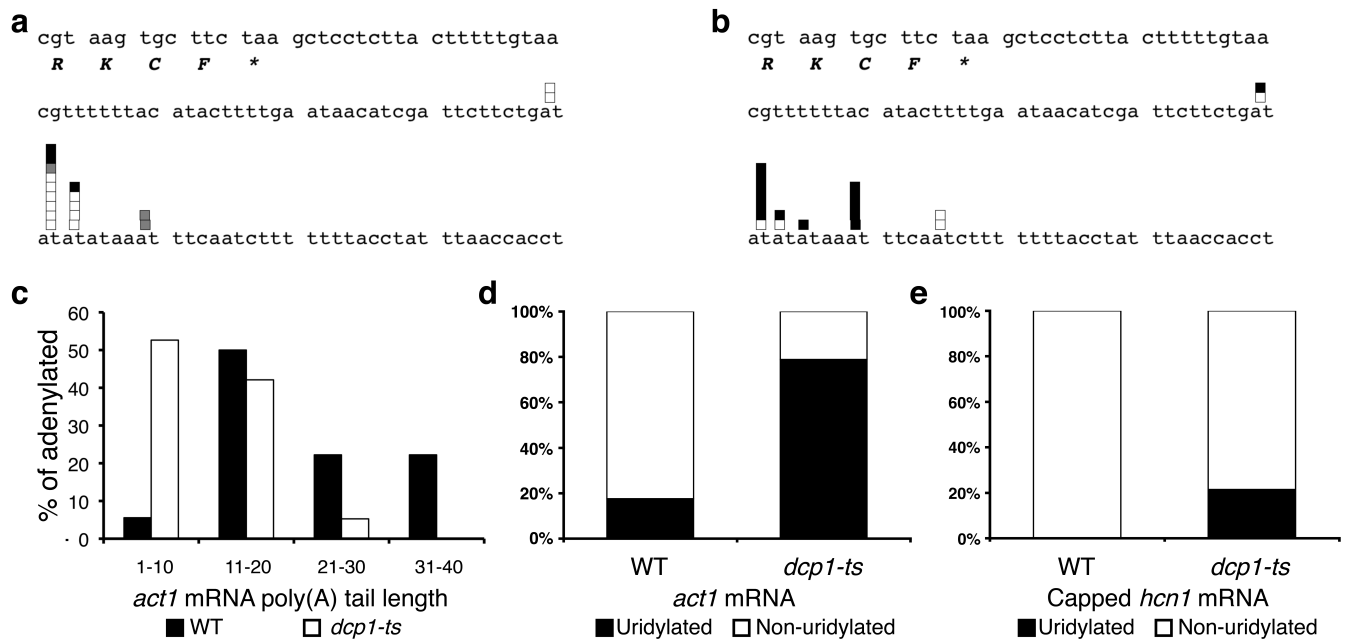 a
cgt aag tgc ttc taa gctcctctta ctttttgtaa
R K C F *
cgttttttac atacttttga ataacatcga ttcttctgat
atatataaat ttcaatcttt ttttacctat ttaaccacct
b
cgt aag tgc ttc taa gctcctctta ctttttgtaa
R K C F *
cgttttttac atacttttga ataacatcga ttcttctgat
atatataaat ttcaatcttt ttttacctat ttaaccacct
c
% of adenylated
60
50
40
30
20
10
- 0
1-10 11-20 21-30 31-40
act1 mRNA poly(A) tail length
WT dcp1-ts
d
100%
80%
60%
40%
20%
0%
WT dcp1-ts
act1 mRNA
Uridylated Non-uridylated
e
100%
80%
60%
40%
20%
0%
WT dcp1-ts
Capped hcn1 mRNA
Uridylated Non-uridylated